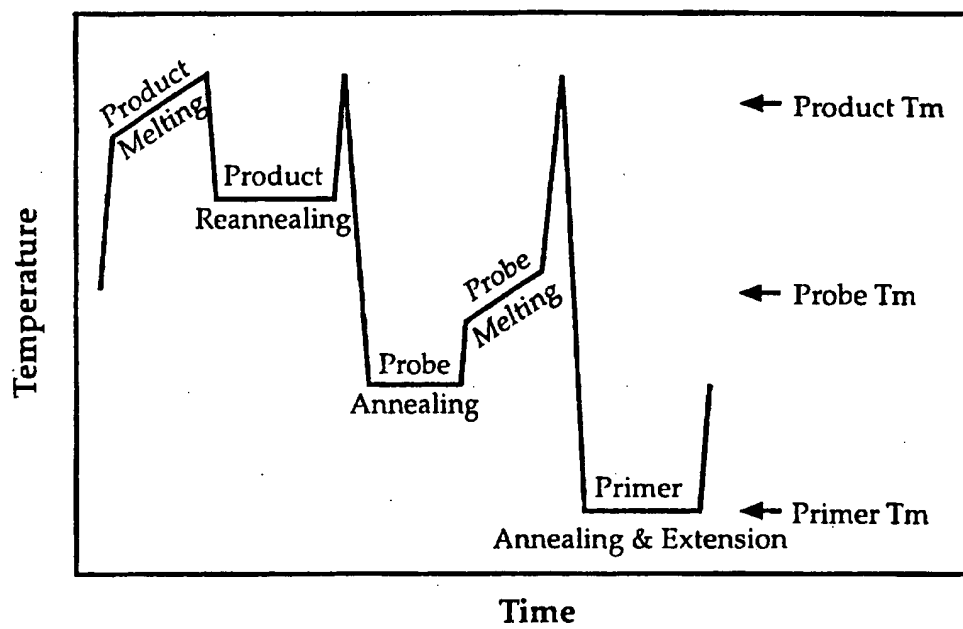 Product
Melting
Product
Reannealing
Probe
Annealing
Probe
Melting
Primer
Annealing & Extension
Product Tm
Probe Tm
Primer Tm
Temperature
Time